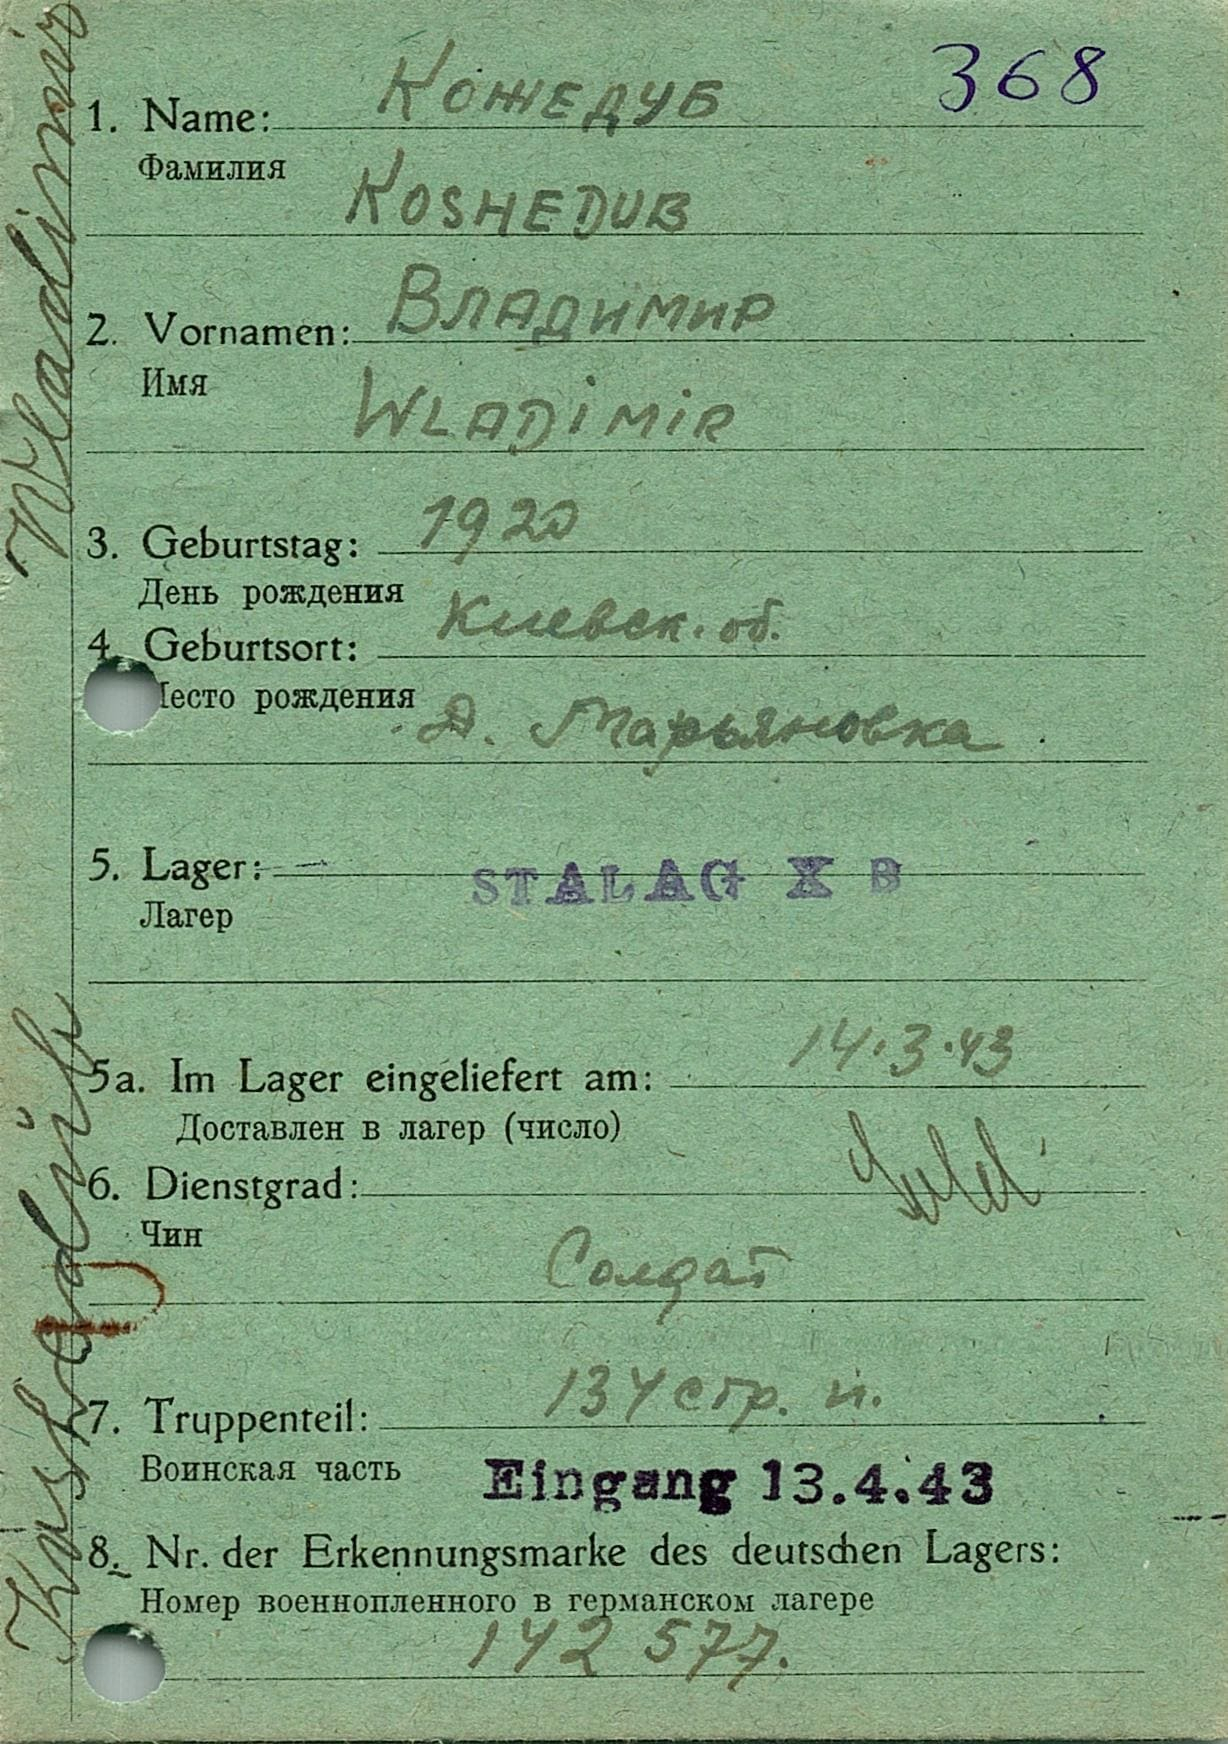 368
1. Name: Кожедуб
Фамилия
KOSHEDUB
2. Vornamen: Владимир
Имя
WLADIMIR
3. Geburtstag: 1920
День рождения
4. Geburtsort: Киевск. об.
Место рождения
Д. Марьяновка
5. Lager: STALAG X B
Лагер
5a. Im Lager eingeliefert am: 14.3.43
Доставлен в лагер (число)
6. Dienstgrad:
Чин
Солдат
7. Truppenteil: 134 стр. п.
Воинская часть
Eingang 13.4.43
8. Nr. der Erkennungsmarke des deutschen Lagers:
Номер военнопленного в германском лагере
142 577.
Wladimir